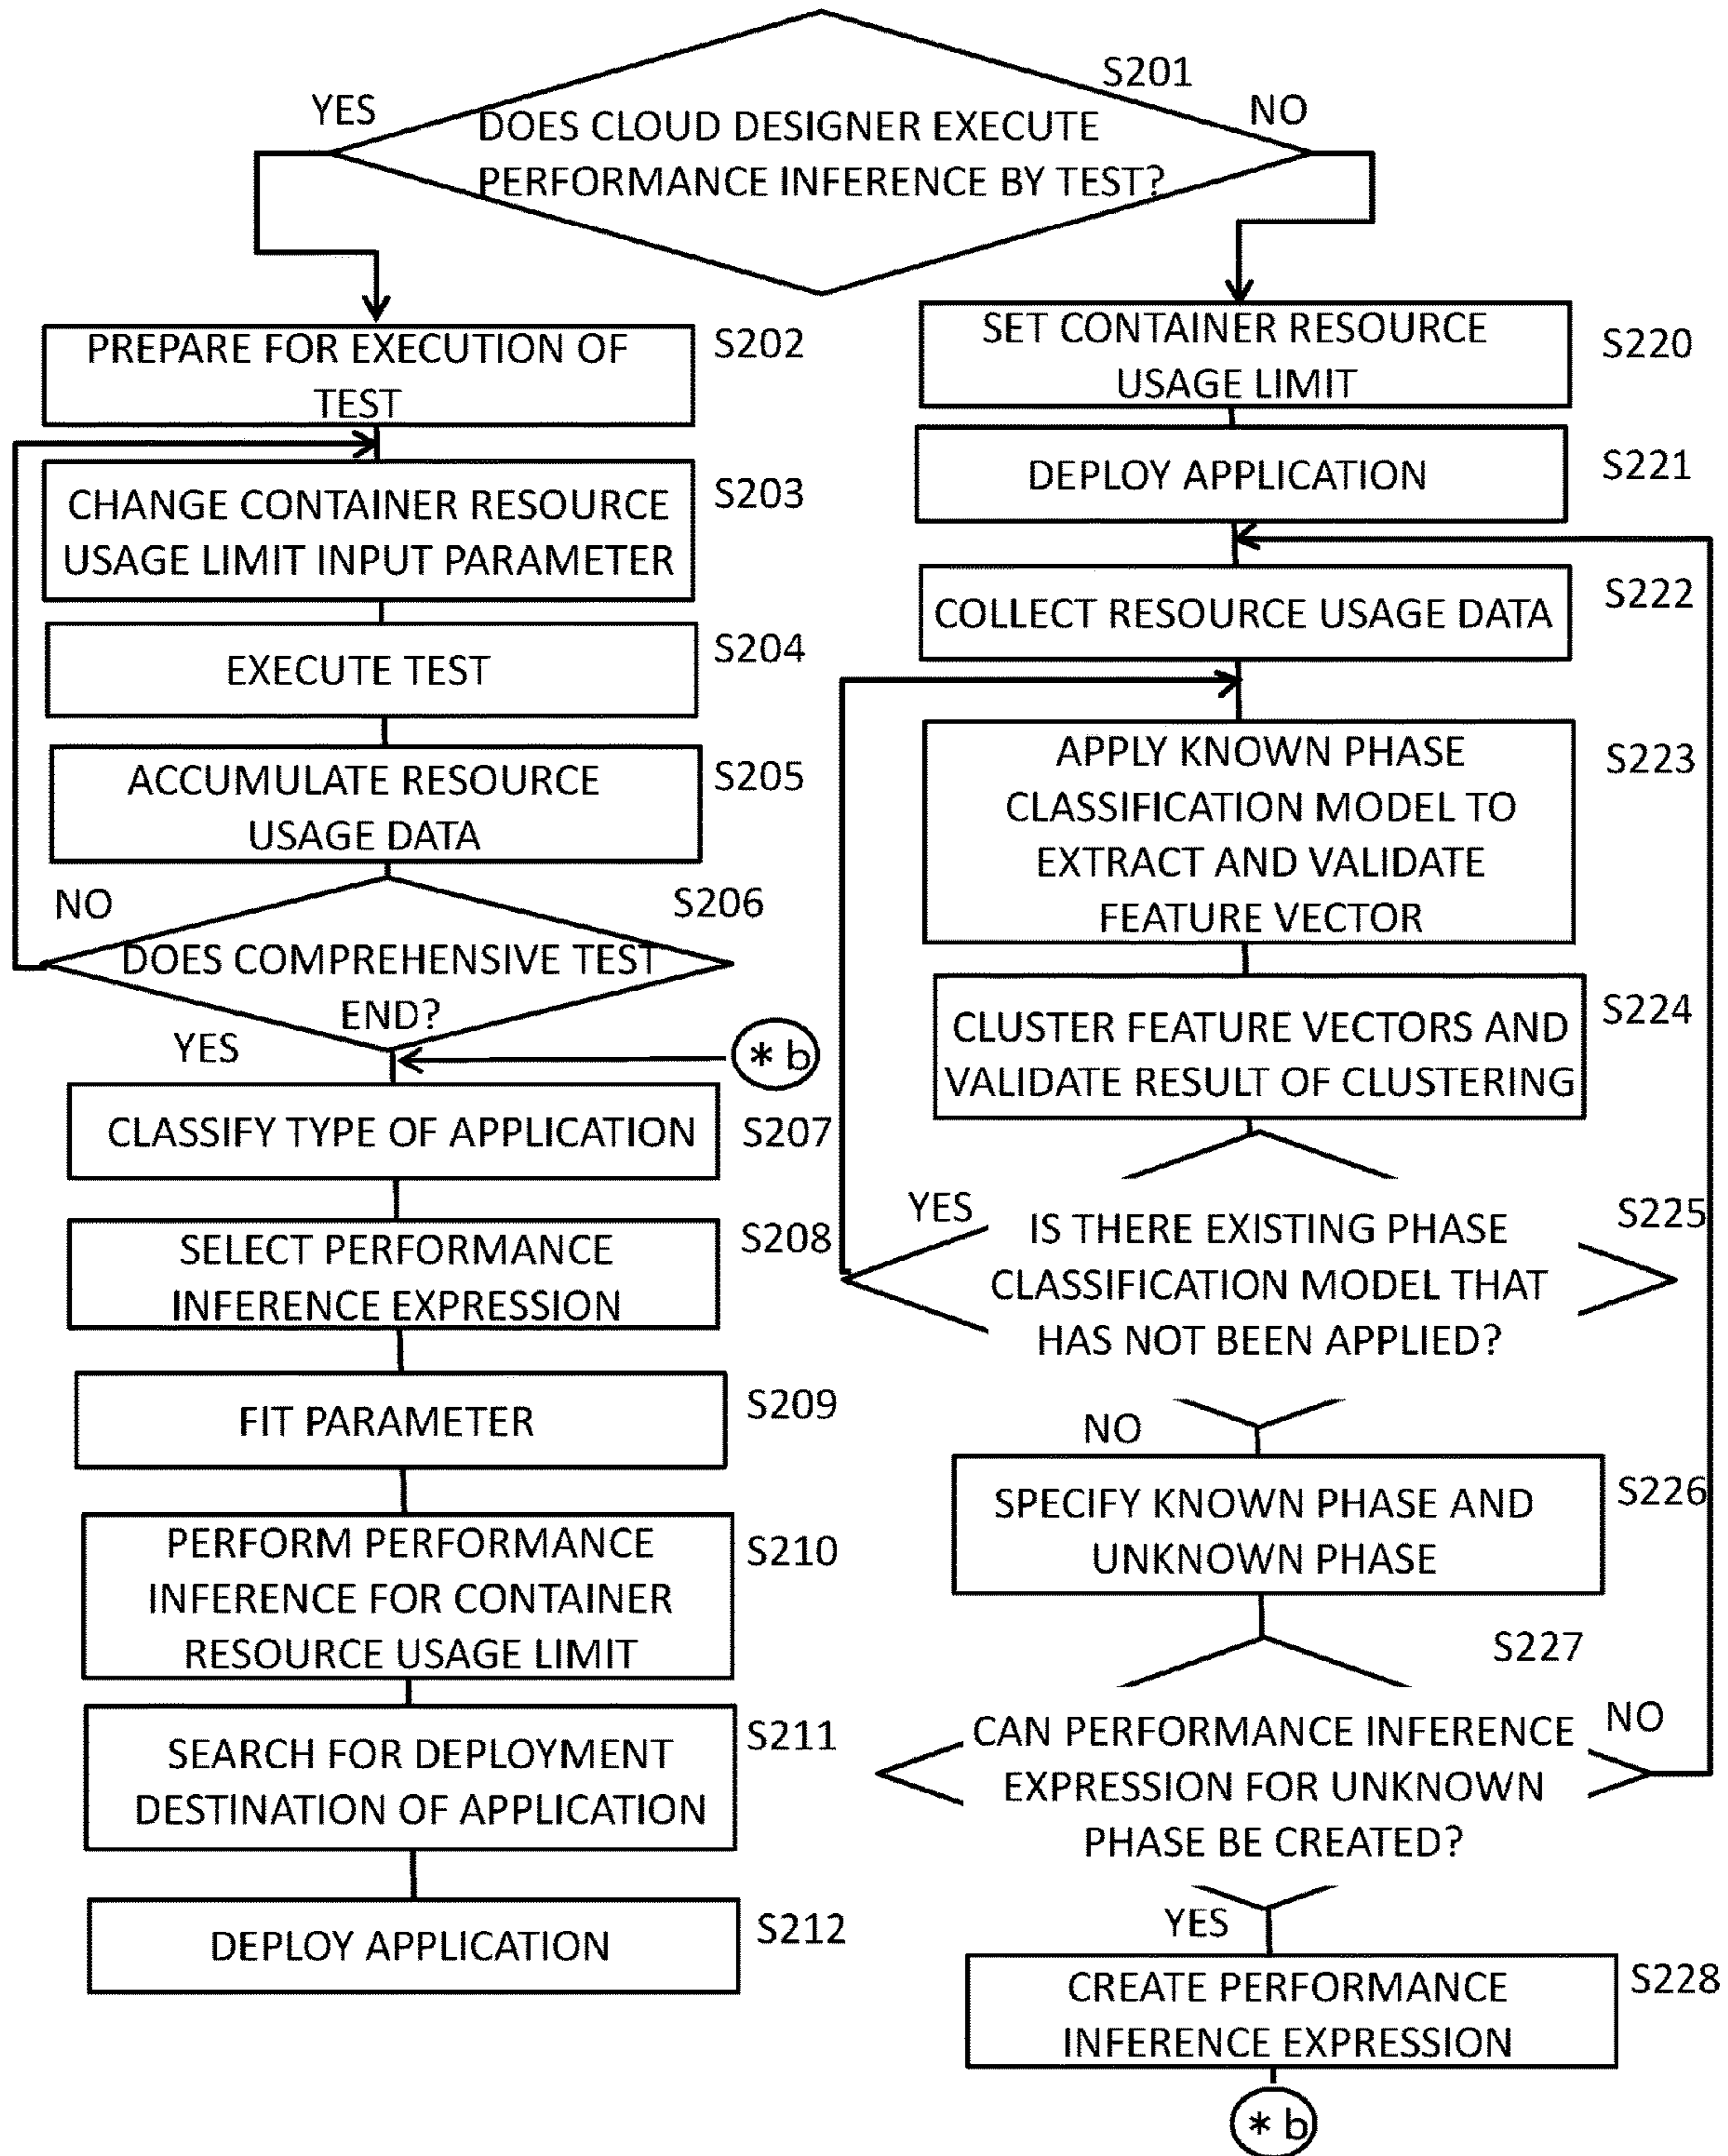 S201
YES
NO
DOES CLOUD DESIGNER EXECUTE
PERFORMANCE INFERENCE BY TEST?
PREPARE FOR EXECUTION OF
TEST
S202
CHANGE CONTAINER RESOURCE
USAGE LIMIT INPUT PARAMETER
S203
EXECUTE TEST
S204
ACCUMULATE RESOURCE
USAGE DATA
S205
NO
S206
DOES COMPREHENSIVE TEST
END?
YES
* b
CLASSIFY TYPE OF APPLICATION
S207
SELECT PERFORMANCE
INFERENCE EXPRESSION
S208
FIT PARAMETER
S209
PERFORM PERFORMANCE
INFERENCE FOR CONTAINER
RESOURCE USAGE LIMIT
S210
SEARCH FOR DEPLOYMENT
DESTINATION OF APPLICATION
S211
DEPLOY APPLICATION
S212
SET CONTAINER RESOURCE
USAGE LIMIT
S220
DEPLOY APPLICATION
S221
COLLECT RESOURCE USAGE DATA
S222
APPLY KNOWN PHASE
CLASSIFICATION MODEL TO
EXTRACT AND VALIDATE
FEATURE VECTOR
S223
CLUSTER FEATURE VECTORS AND
VALIDATE RESULT OF CLUSTERING
S224
YES
IS THERE EXISTING PHASE
CLASSIFICATION MODEL THAT
HAS NOT BEEN APPLIED?
S225
NO
SPECIFY KNOWN PHASE AND
UNKNOWN PHASE
S226
S227
CAN PERFORMANCE INFERENCE
EXPRESSION FOR UNKNOWN
PHASE BE CREATED?
NO
YES
CREATE PERFORMANCE
INFERENCE EXPRESSION
S228
* b